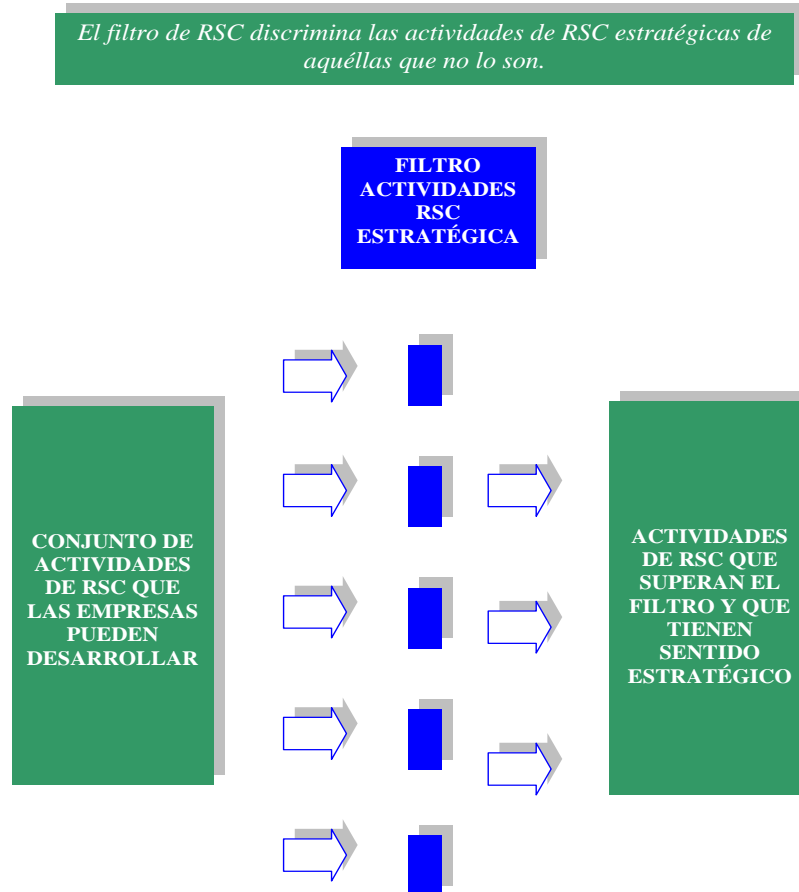 El filtro de RSC discrimina las actividades de RSC estratégicas de
aquéllas que no lo son.
FILTRO
ACTIVIDADES
RSC
ESTRATÉGICA
CONJUNTO DE
ACTIVIDADES
DE RSC QUE
LAS EMPRESAS
PUEDEN
DESARROLLAR
ACTIVIDADES
DE RSC QUE
SUPERAN EL
FILTRO Y QUE
TIENEN
SENTIDO
ESTRATÉGICO